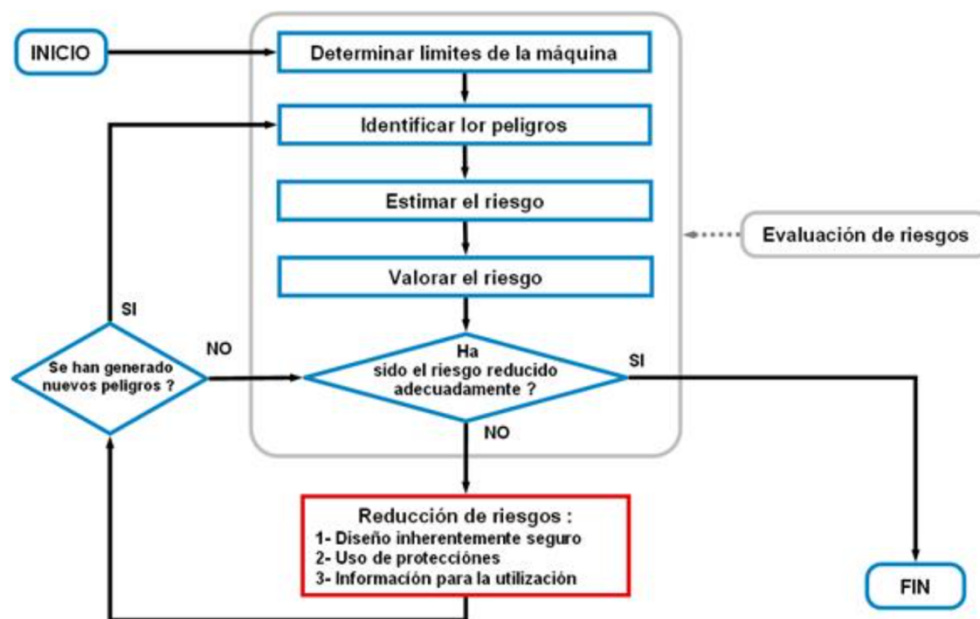 INICIO
Determinar limites de la máquina
Identificar lor peligros
Estimar el riesgo
Evaluación de riesgos
Valorar el riesgo
SI
Se han generado
nuevos peligros ?
NO
Ha
sido el riesgo reducido
adecuadamente ?
SI
NO
Reducción de riesgos :
1- Diseño inherentemente seguro
2- Uso de protecciónes
3- Informacíón para la utilización
FIN